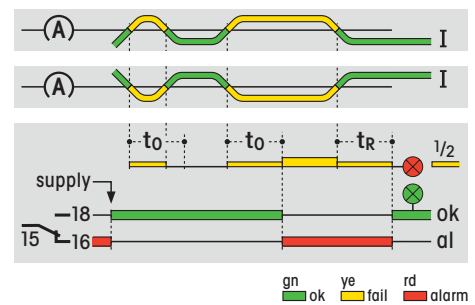 A I
A I
t0 t0 tR 1/2
supply
18 ok
15 16 al
gn ye rd
ok fail alarm